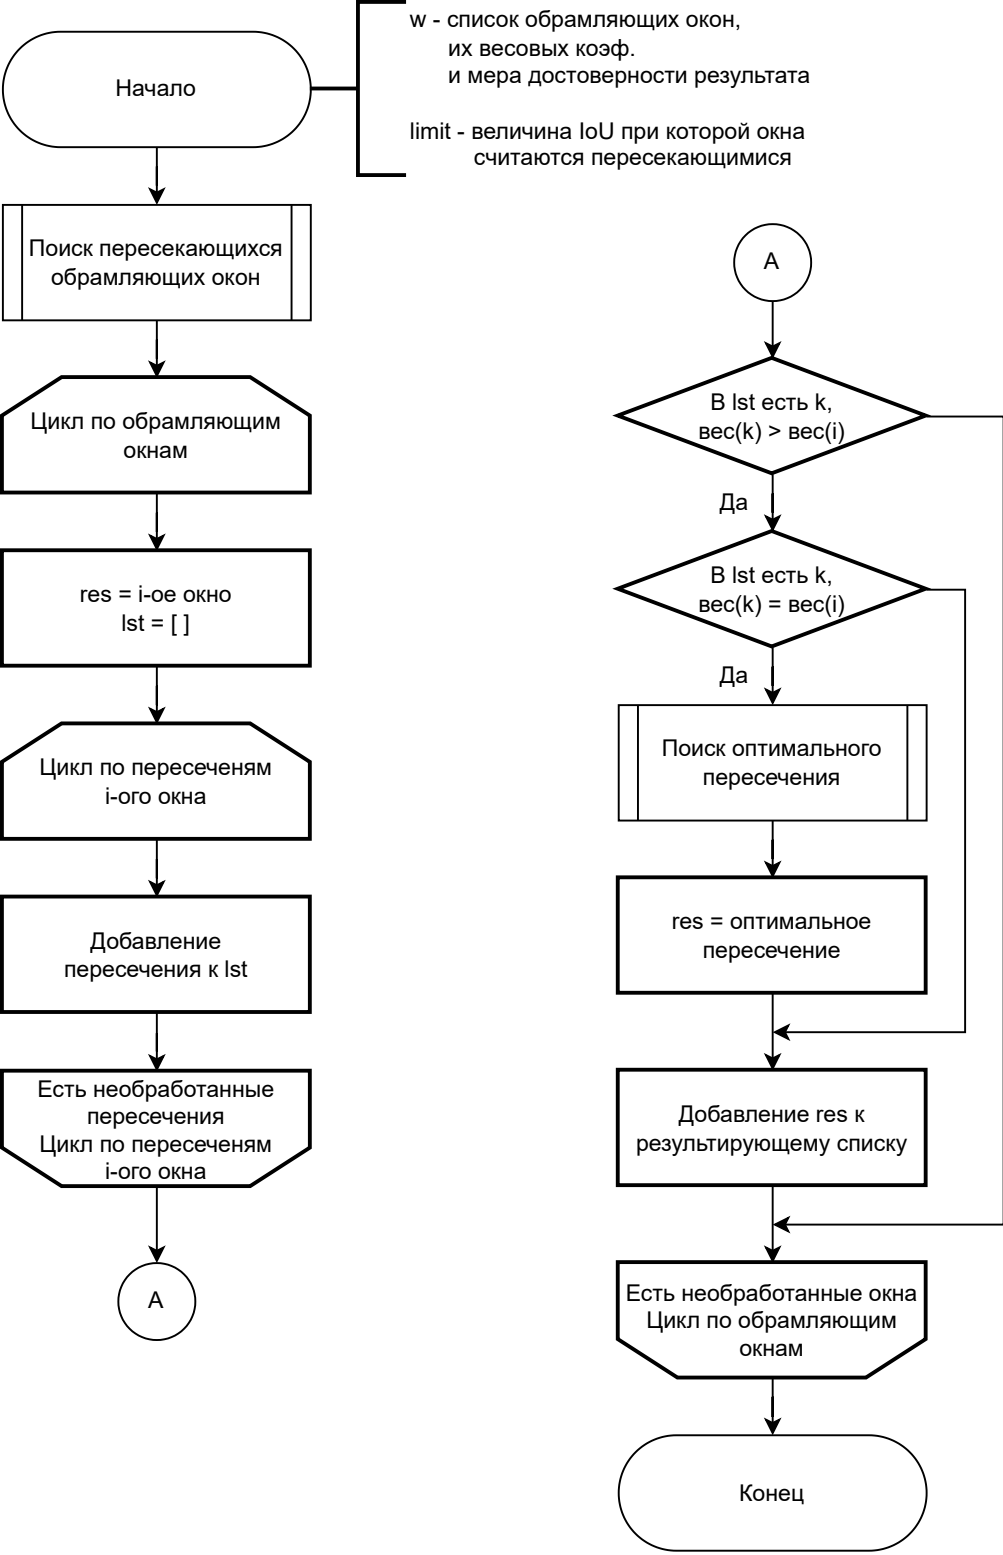 w - список обрамляющих окон,
их весовых коэф.
и мера достоверности результата
limit - величина IoU при которой окна
считаются пересекающимися
Начало
Поиск пересекающихся
обрамляющих окон
Цикл по обрамляющим
окнам
res = i-ое окно
lst = [ ]
Цикл по пересеченям
i-ого окна
Добавление
пересечения к lst
Есть необработанные
пересечения
Цикл по пересеченям
i-ого окна
А
А
В lst есть k,
вес(k) > вес(i)
Да
В lst есть k,
вес(k) = вес(i)
Да
Поиск оптимального
пересечения
res = оптимальное
пересечение
Добавление res к
результирующему списку
Есть необработанные окна
Цикл по обрамляющим
окнам
Конец